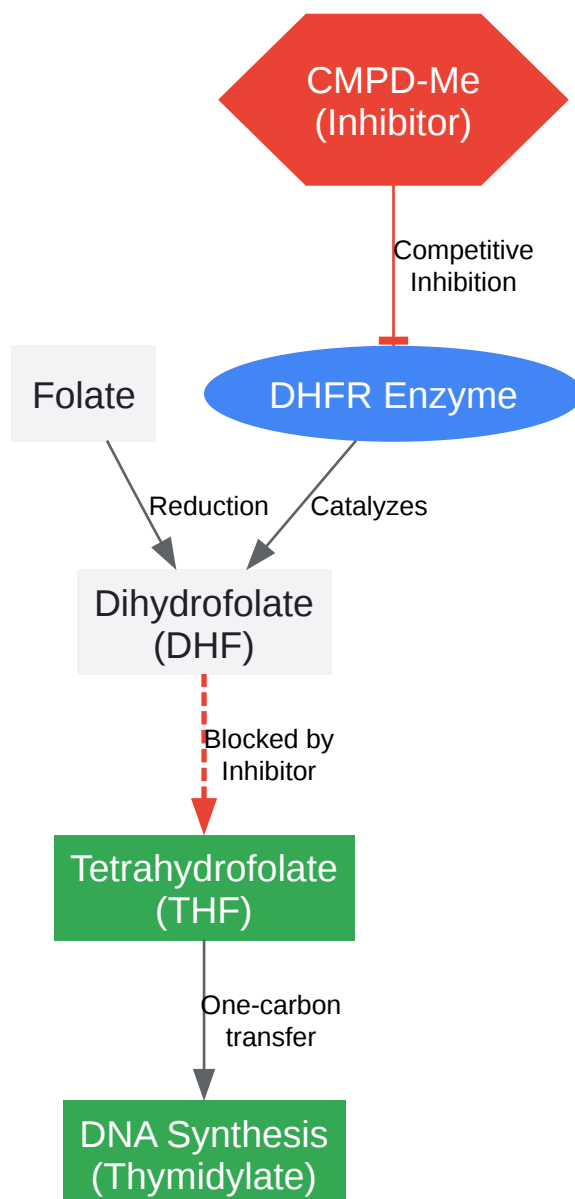 CMPD-Me
(Inhibitor)
Competitive
Inhibition
Folate
DHFR Enzyme
Reduction
Catalyzes
Dihydrofolate
(DHF)
Blocked by
Inhibitor
Tetrahydrofolate
(THF)
One-carbon
transfer
DNA Synthesis
(Thymidylate)